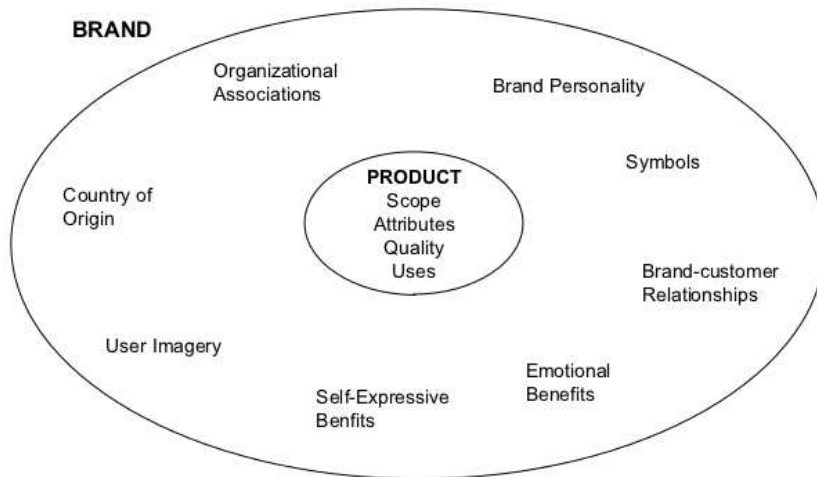 BRAND
Organizational
Associations
Brand Personality
Symbols
Country of
Origin
PRODUCT
Scope
Attributes
Quality
Uses
Brand-customer
Relationships
User Imagery
Self-Expressive
Benfits
Emotional
Benefits